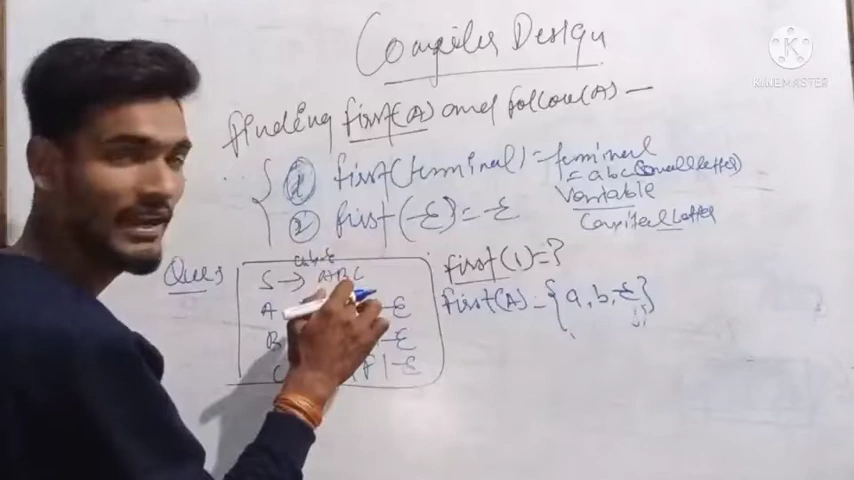 Compiler Design
KINEMASTER
finding first(A) and follow(A) —
① first(terminal) = terminal
= abc (small letter)
② first(-ε) = -ε
Variable
Capital Letter
Ques
S → ABC
first( ) = ?
A -ε
first(A) = {a, b, -ε}
B | -ε
C f | -ε